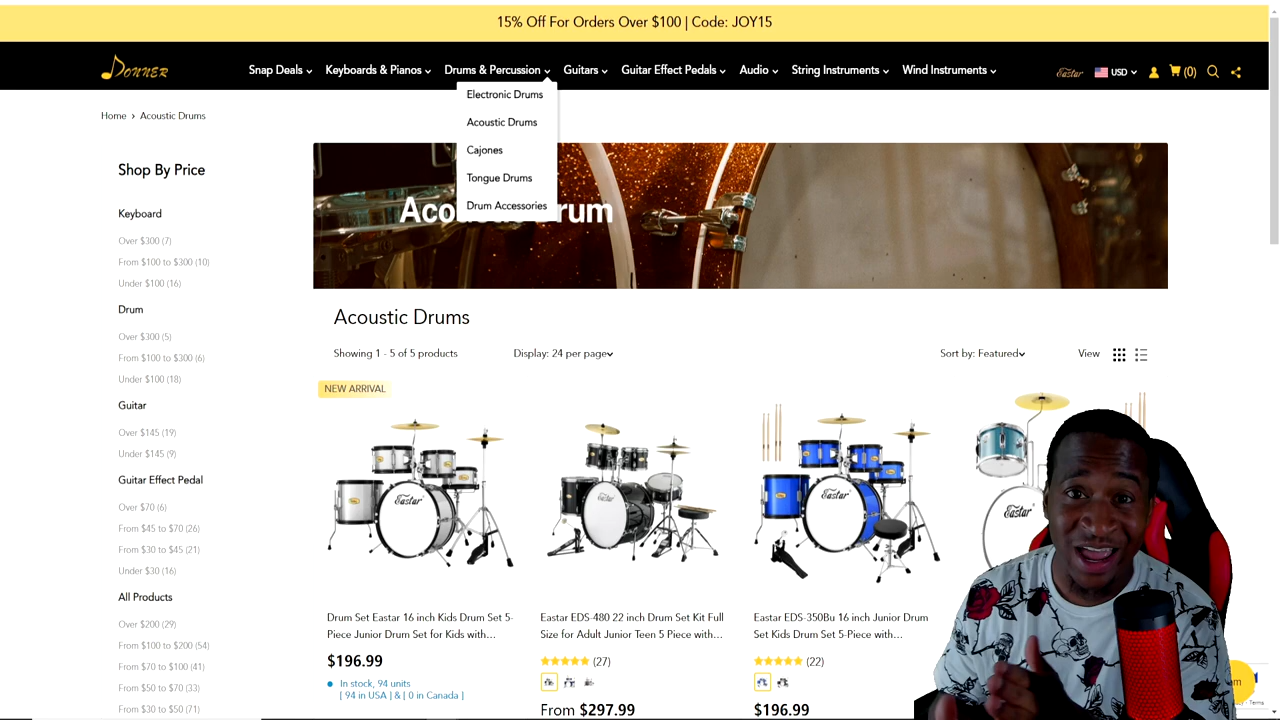 15% Off For Orders Over $100 | Code: JOY15
Donner
Snap Deals
Keyboards & Pianos
Drums & Percussion
Guitars
Guitar Effect Pedals
Audio
String Instruments
Wind Instruments
Eastar
USD
(0)
Electronic Drums
Acoustic Drums
Cajones
Tongue Drums
Drum Accessories
Home › Acoustic Drums
Shop By Price
Keyboard
Over $300 (7)
From $100 to $300 (10)
Under $100 (16)
Drum
Over $300 (5)
From $100 to $300 (6)
Under $100 (18)
Guitar
Over $145 (19)
Under $145 (9)
Guitar Effect Pedal
Over $70 (6)
From $45 to $70 (26)
From $30 to $45 (21)
Under $30 (16)
All Products
Over $200 (29)
From $100 to $200 (54)
From $70 to $100 (41)
From $50 to $70 (33)
From $30 to $50 (71)
Acoustic Drums
Showing 1 - 5 of 5 products
Display: 24 per page
Sort by: Featured
View
NEW ARRIVAL
Eastar
Eastar
Eastar
Eastar
Drum Set Eastar 16 inch Kids Drum Set 5-
Piece Junior Drum Set for Kids with...
$196.99
In stock, 94 units
| 94 in USA | & | 0 in Canada |
Eastar EDS-480 22 inch Drum Set Kit Full
Size for Adult Junior Teen 5 Piece with...
(27)
From $297.99
Eastar EDS-350Bu 16 inch Junior Drum
Set Kids Drum Set 5-Piece with...
(22)
$196.99
Terms